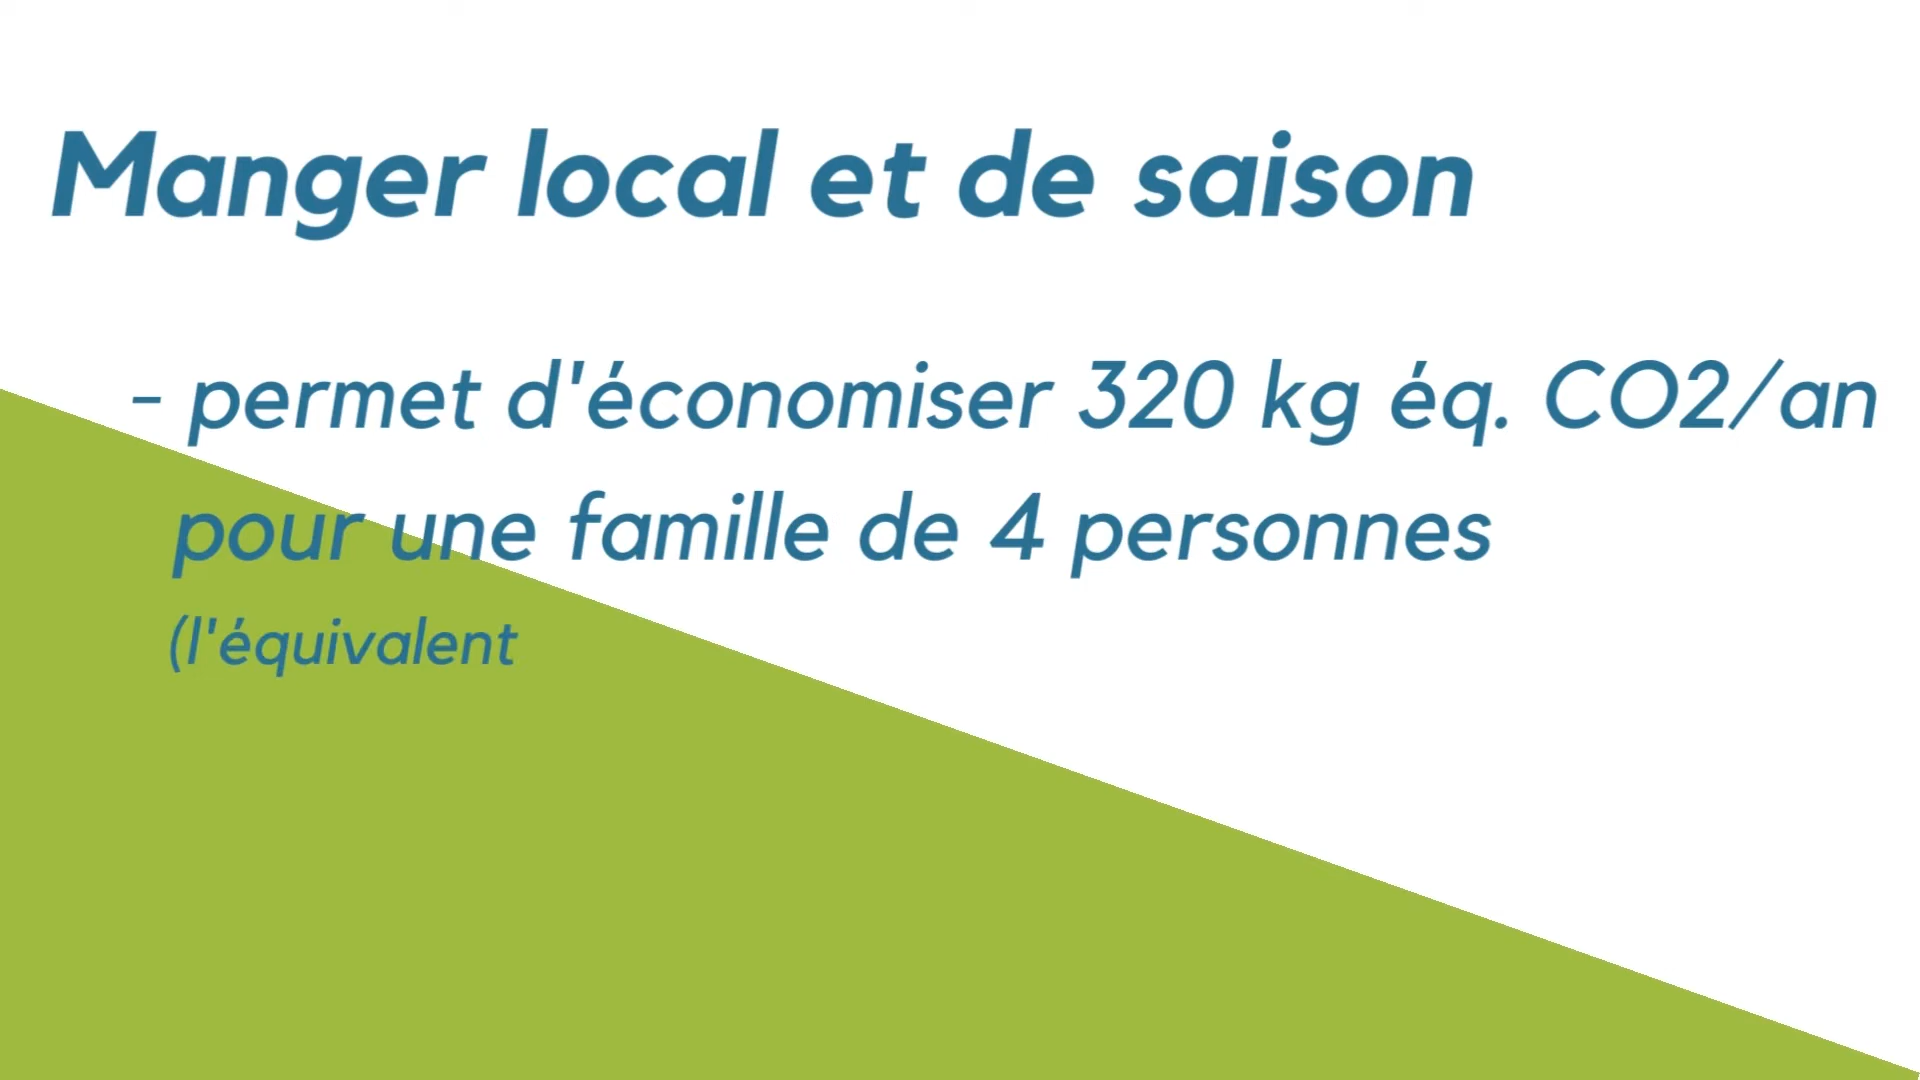 Manger local et de saison
- permet d'économiser 320 kg éq. CO2/an
pour une famille de 4 personnes
(l'équivalent